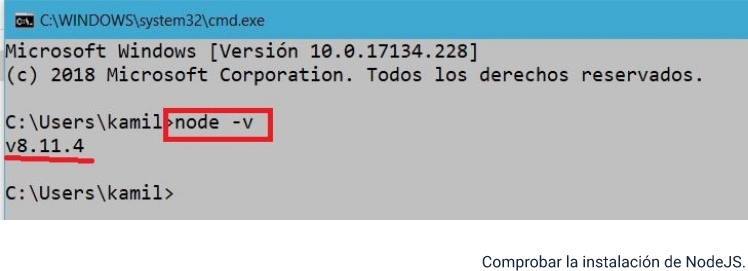 C:\WINDOWS\system32\cmd.exe
Microsoft Windows [Versión 10.0.17134.228]
(c) 2018 Microsoft Corporation. Todos los derechos reservados.
C:\Users\kamil>node -v
v8.11.4
C:\Users\kamil>
Comprobar la instalación de NodeJS.